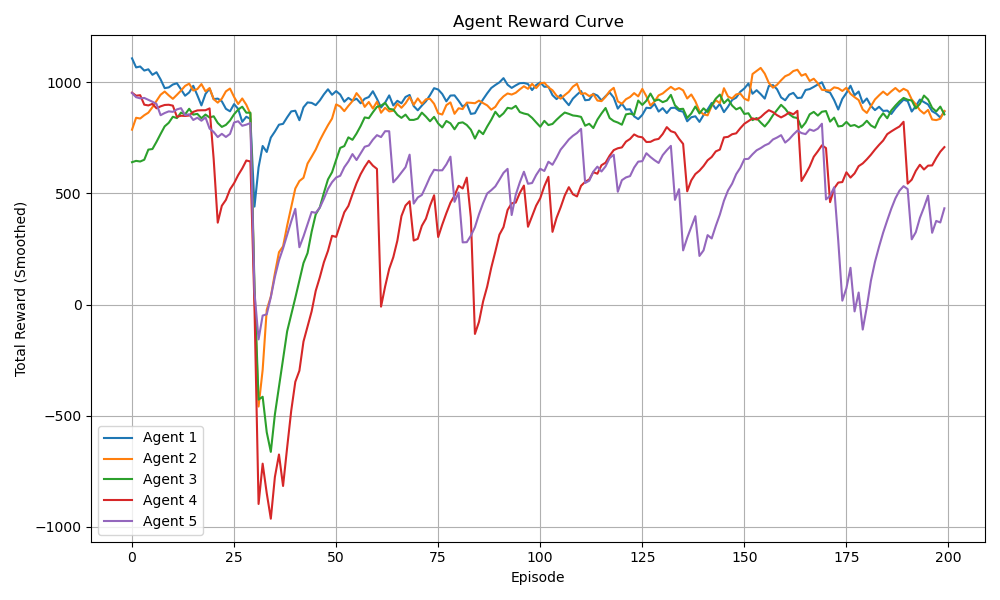 Agent Reward Curve
Total Reward (Smoothed)
1000
500
0
−500
−1000
Agent 1
Agent 2
Agent 3
Agent 4
Agent 5
0 25 50 75 100 125 150 175 200
Episode